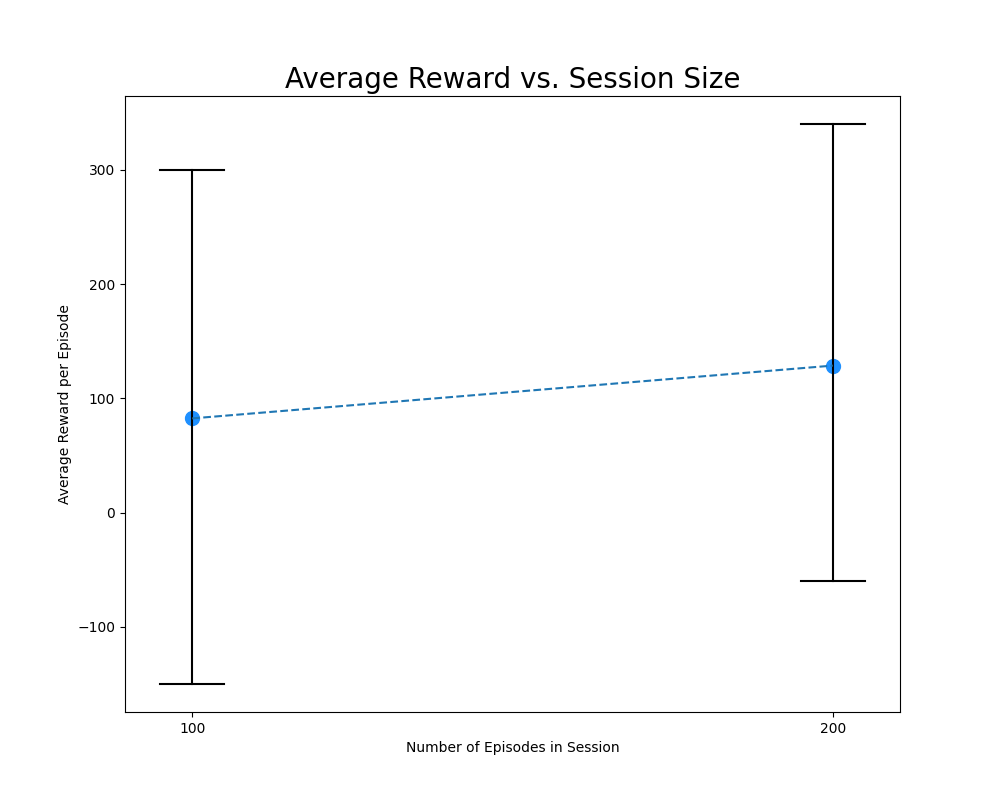 Average Reward vs. Session Size
300
200
100
0
−100
Average Reward per Episode
100
200
Number of Episodes in Session